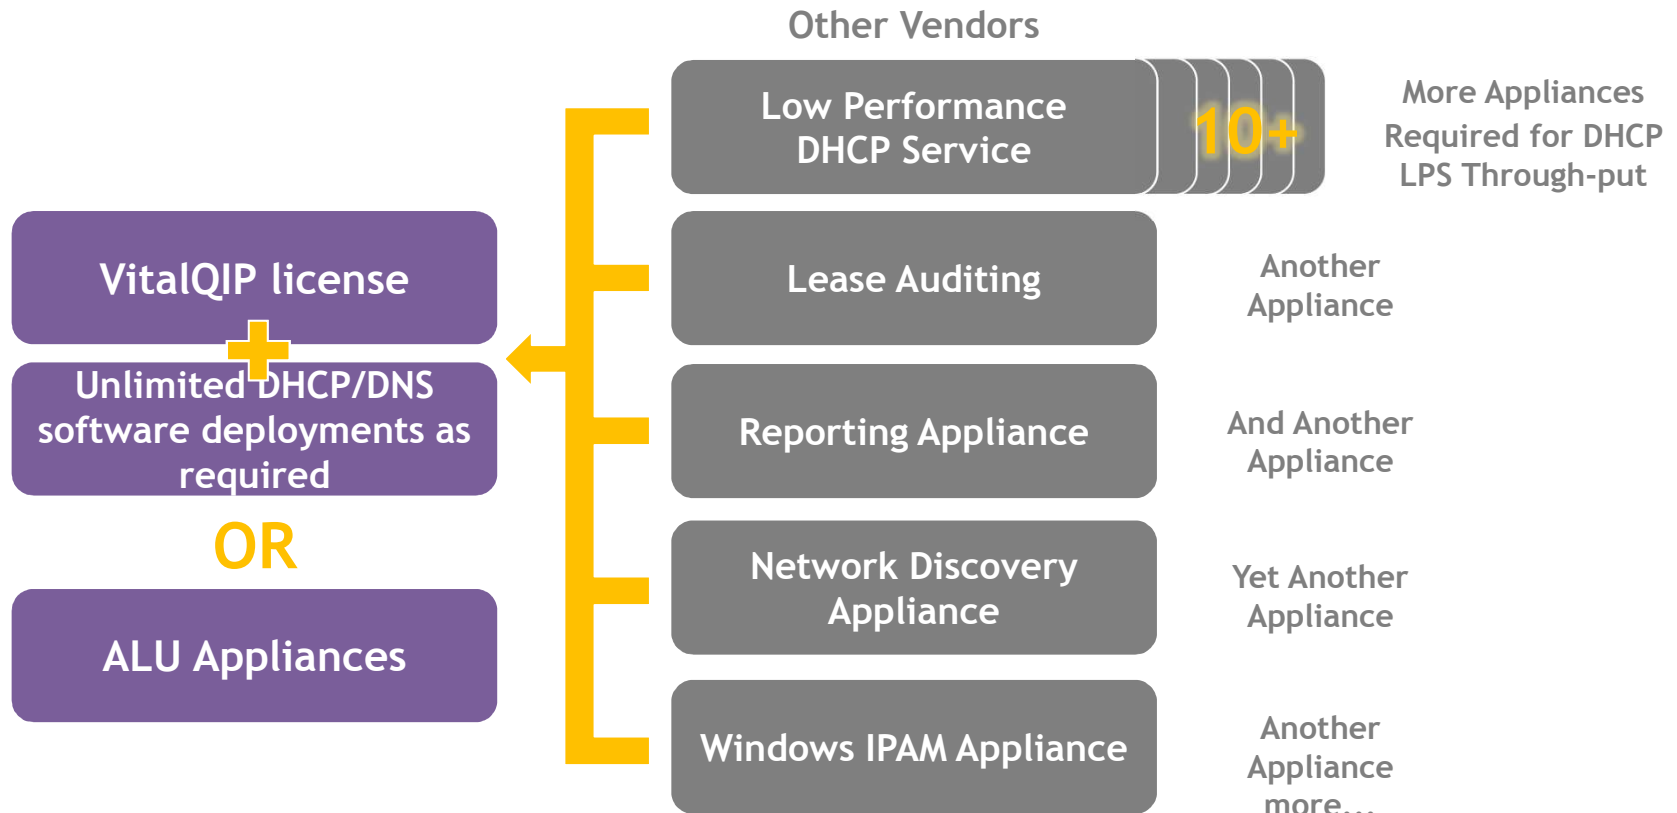 Other Vendors
Low Performance
DHCP Service
10+
More Appliances
Required for DHCP
LPS Through-put
VitalQIP license
Unlimited DHCP/DNS
software deployments as
required
OR
ALU Appliances
Lease Auditing
Another
Appliance
Reporting Appliance
And Another
Appliance
Network Discovery
Appliance
Yet Another
Appliance
Windows IPAM Appliance
Another
Appliance
more...